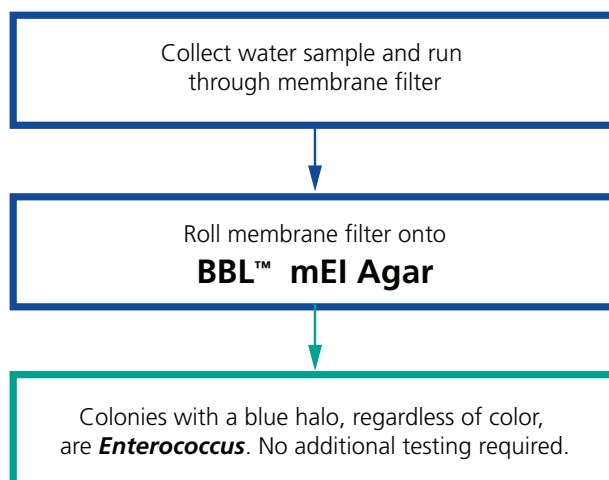 Collect water sample and run
through membrane filter
Roll membrane filter onto
BBL™ mEI Agar
Colonies with a blue halo, regardless of color,
are Enterococcus. No additional testing required.